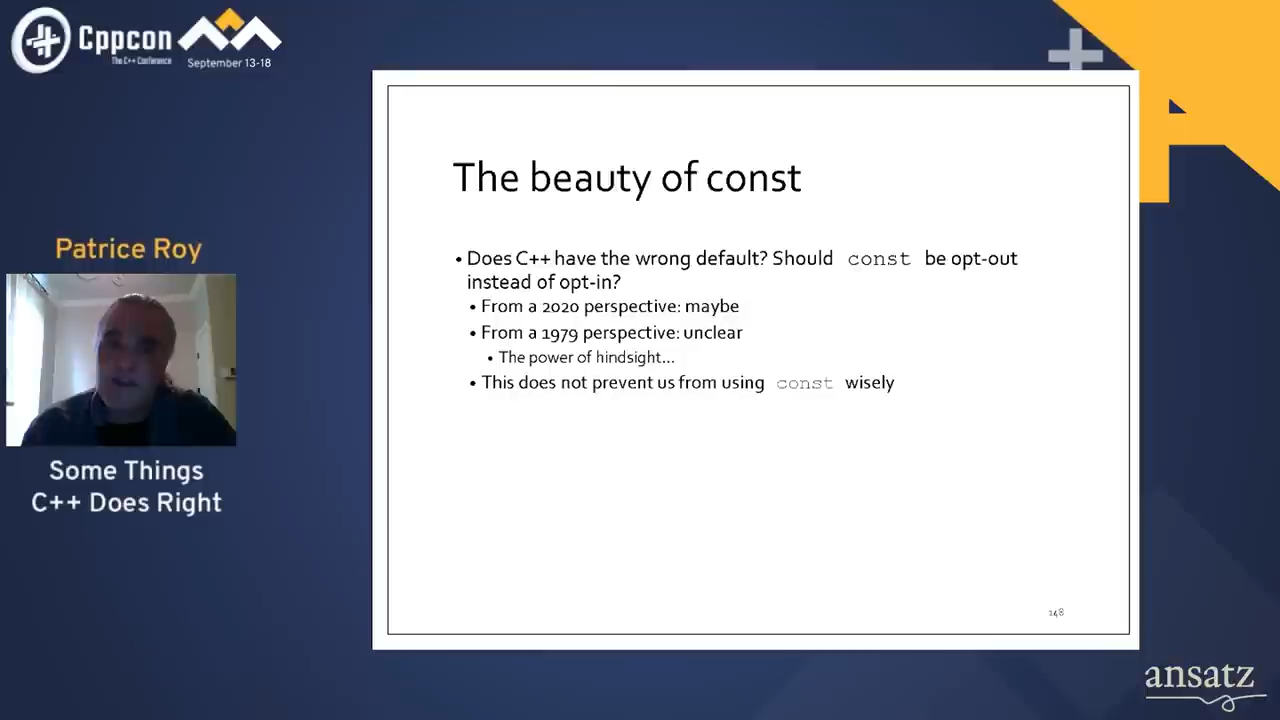 Cppcon
The C++ Conference
September 13-18
Patrice Roy
Some Things
C++ Does Right
The beauty of const
• Does C++ have the wrong default? Should const be opt-out
instead of opt-in?
• From a 2020 perspective: maybe
• From a 1979 perspective: unclear
• The power of hindsight...
• This does not prevent us from using const wisely
148
ansatz